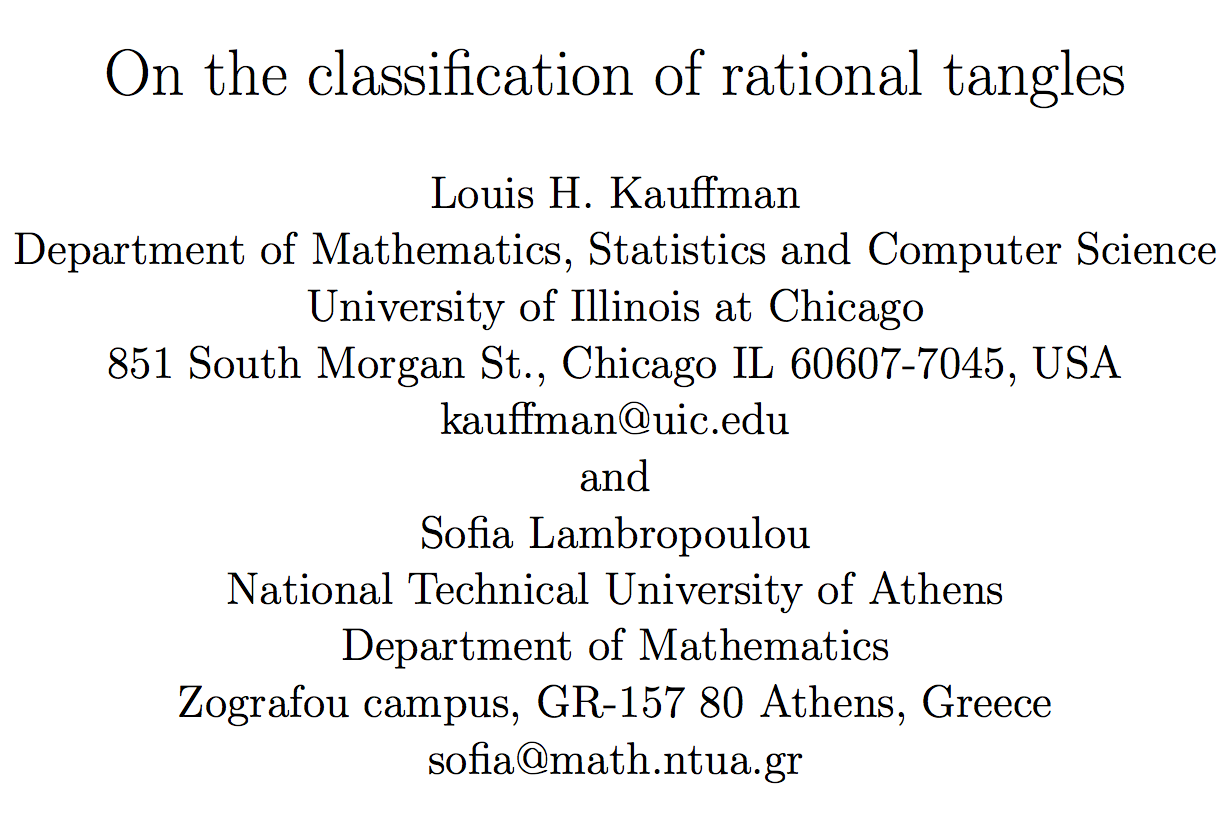 On the classification of rational tangles
Louis H. Kauffman
Department of Mathematics, Statistics and Computer Science
University of Illinois at Chicago
851 South Morgan St., Chicago IL 60607-7045, USA
kauffman@uic.edu
and
Sofia Lambropoulou
National Technical University of Athens
Department of Mathematics
Zografou campus, GR-157 80 Athens, Greece
sofia@math.ntua.gr